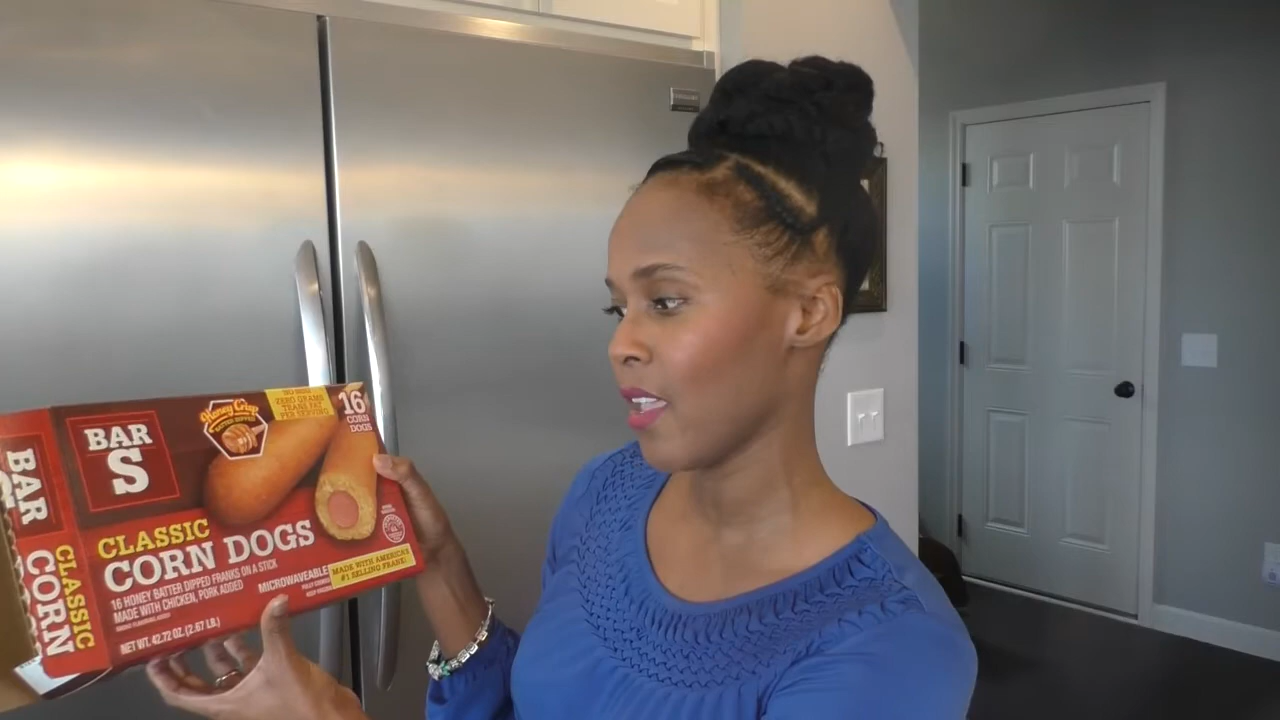 BAR
S
Honey Crisp
BATTER DIPPED
ZERO GRAMS
TRANS FAT
PER SERVING
16
CORN
DOGS
CLASSIC
CORN DOGS
16 HONEY BATTER DIPPED FRANKS ON A STICK
MADE WITH CHICKEN, PORK ADDED
MICROWAVEABLE
MADE WITH AMERICA'S
#1 SELLING FRANK!
NET WT. 42.72 OZ. (2.67 LB.)
BAR
S
CLASSIC
CORN